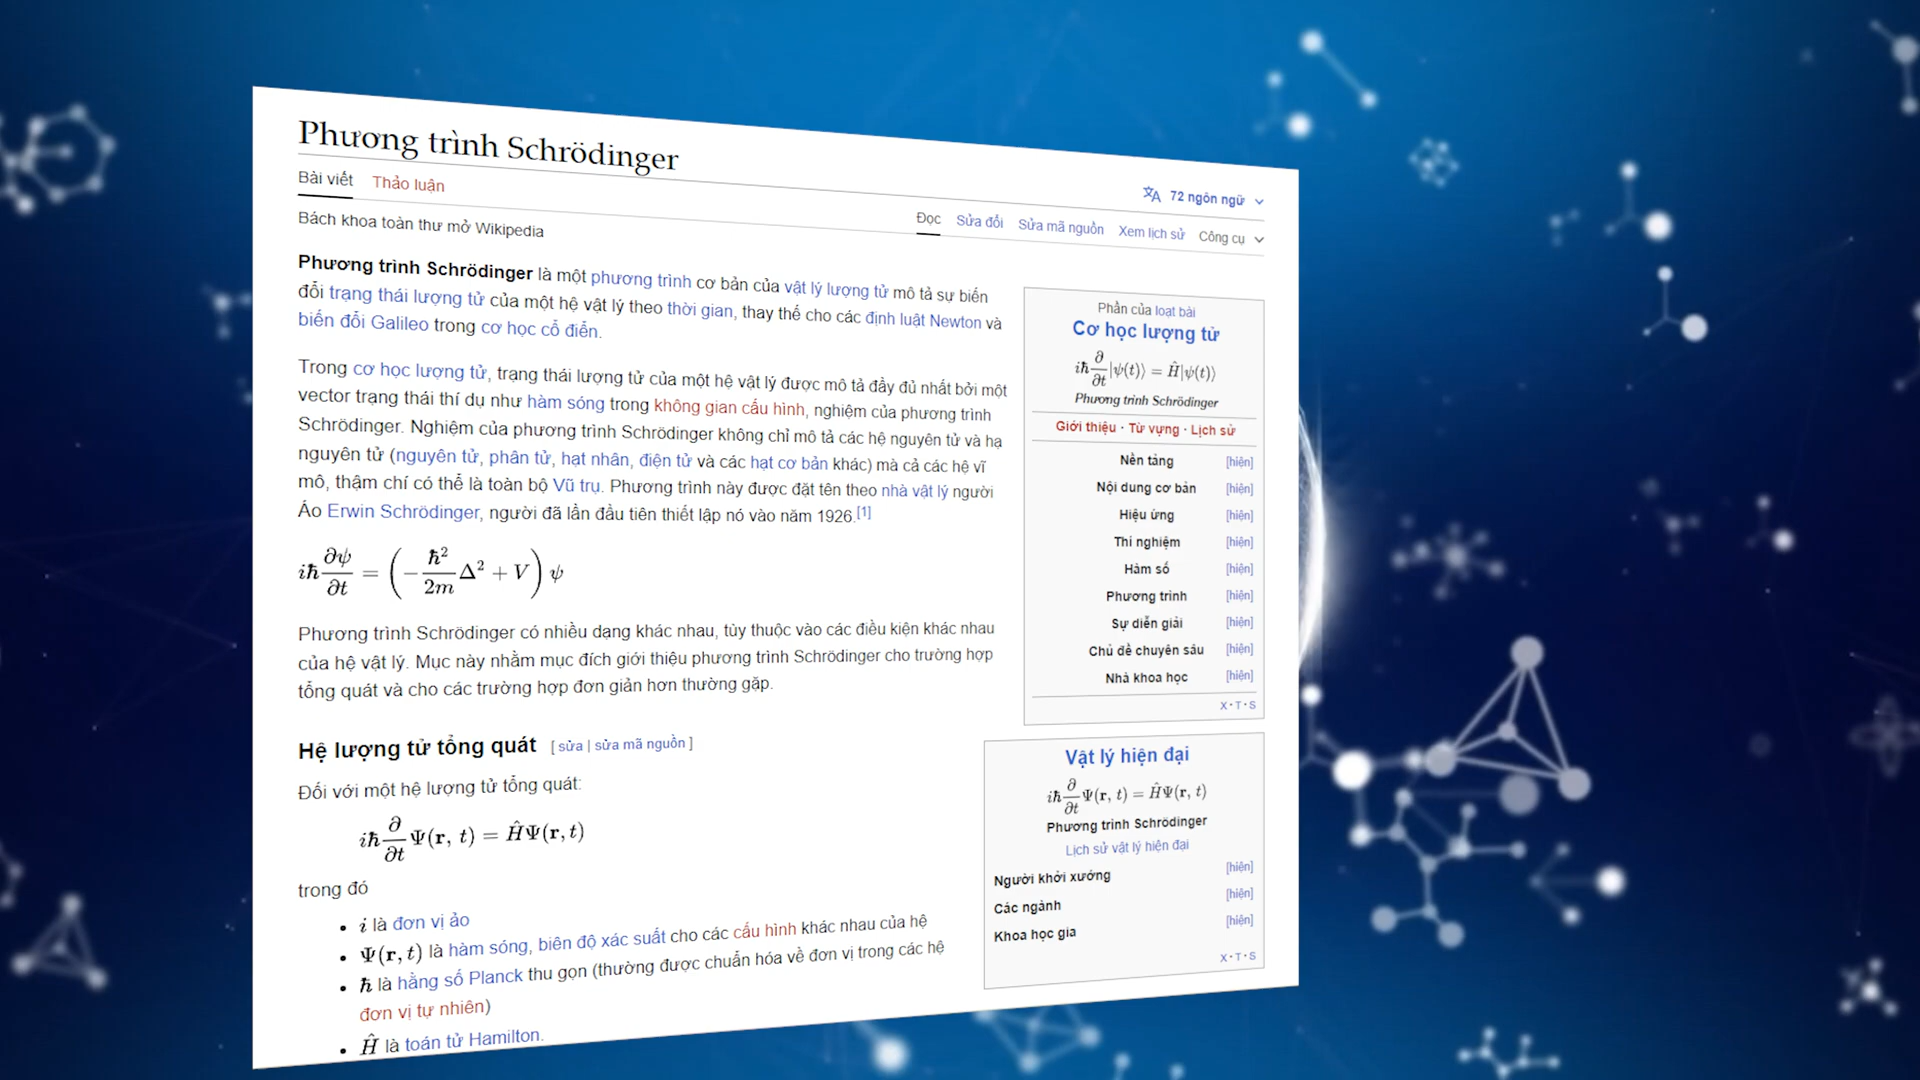 Phương trình Schrödinger
Bài viết Thảo luận
72 ngôn ngữ
Bách khoa toàn thư mở Wikipedia
Đọc Sửa đổi Sửa mã nguồn Xem lịch sử Công cụ
Phương trình Schrödinger là một phương trình cơ bản của vật lý lượng tử mô tả sự biến
đổi trạng thái lượng tử của một hệ vật lý theo thời gian, thay thế cho các định luật Newton và
biến đổi Galileo trong cơ học cổ điển.
Trong cơ học lượng tử, trạng thái lượng tử của một hệ vật lý được mô tả đầy đủ nhất bởi một
vector trạng thái thí dụ như hàm sóng trong không gian cấu hình, nghiệm của phương trình
Schrödinger. Nghiệm của phương trình Schrödinger không chỉ mô tả các hệ nguyên tử và hạ
nguyên tử (nguyên tử, phân tử, hạt nhân, điện tử và các hạt cơ bản khác) mà cả các hệ vĩ
mô, thậm chí có thể là toàn bộ Vũ trụ. Phương trình này được đặt tên theo nhà vật lý người
Áo Erwin Schrödinger, người đã lần đầu tiên thiết lập nó vào năm 1926.[1]
iħ ∂ψ/∂t = (−ħ²/2m Δ² + V) ψ
Phương trình Schrödinger có nhiều dạng khác nhau, tùy thuộc vào các điều kiện khác nhau
của hệ vật lý. Mục này nhằm mục đích giới thiệu phương trình Schrödinger cho trường hợp
tổng quát và cho các trường hợp đơn giản hơn thường gặp.
Hệ lượng tử tổng quát [ sửa | sửa mã nguồn ]
Đối với một hệ lượng tử tổng quát:
iħ ∂/∂t Ψ(r, t) = ĤΨ(r, t)
trong đó
• i là đơn vị ảo
• Ψ(r, t) là hàm sóng, biên độ xác suất cho các cấu hình khác nhau của hệ
• ħ là hằng số Planck thu gọn (thường được chuẩn hóa về đơn vị trong các hệ
đơn vị tự nhiên)
• Ĥ là toán tử Hamilton.
Phần của loạt bài
Cơ học lượng tử
iħ ∂/∂t |ψ(t)⟩ = Ĥ|ψ(t)⟩
Phương trình Schrödinger
Giới thiệu · Từ vựng · Lịch sử
Nền tảng [hiện]
Nội dung cơ bản [hiện]
Hiệu ứng [hiện]
Thí nghiệm [hiện]
Hàm số [hiện]
Phương trình [hiện]
Sự diễn giải [hiện]
Chủ đề chuyên sâu [hiện]
Nhà khoa học [hiện]
X • T • S
Vật lý hiện đại
iħ ∂/∂t Ψ(r, t) = ĤΨ(r, t)
Phương trình Schrödinger
Lịch sử vật lý hiện đại
Người khởi xướng [hiện]
Các ngành [hiện]
Khoa học gia [hiện]
X • T • S